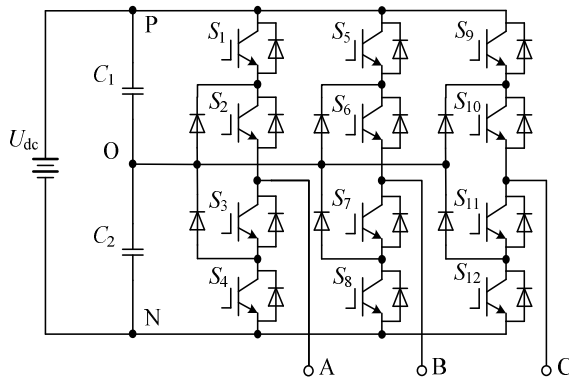 P
S1 S5 S9
C1
S2 S6 S10
Udc
O
S3 S7 S11
C2
S4 S8 S12
N
A B C